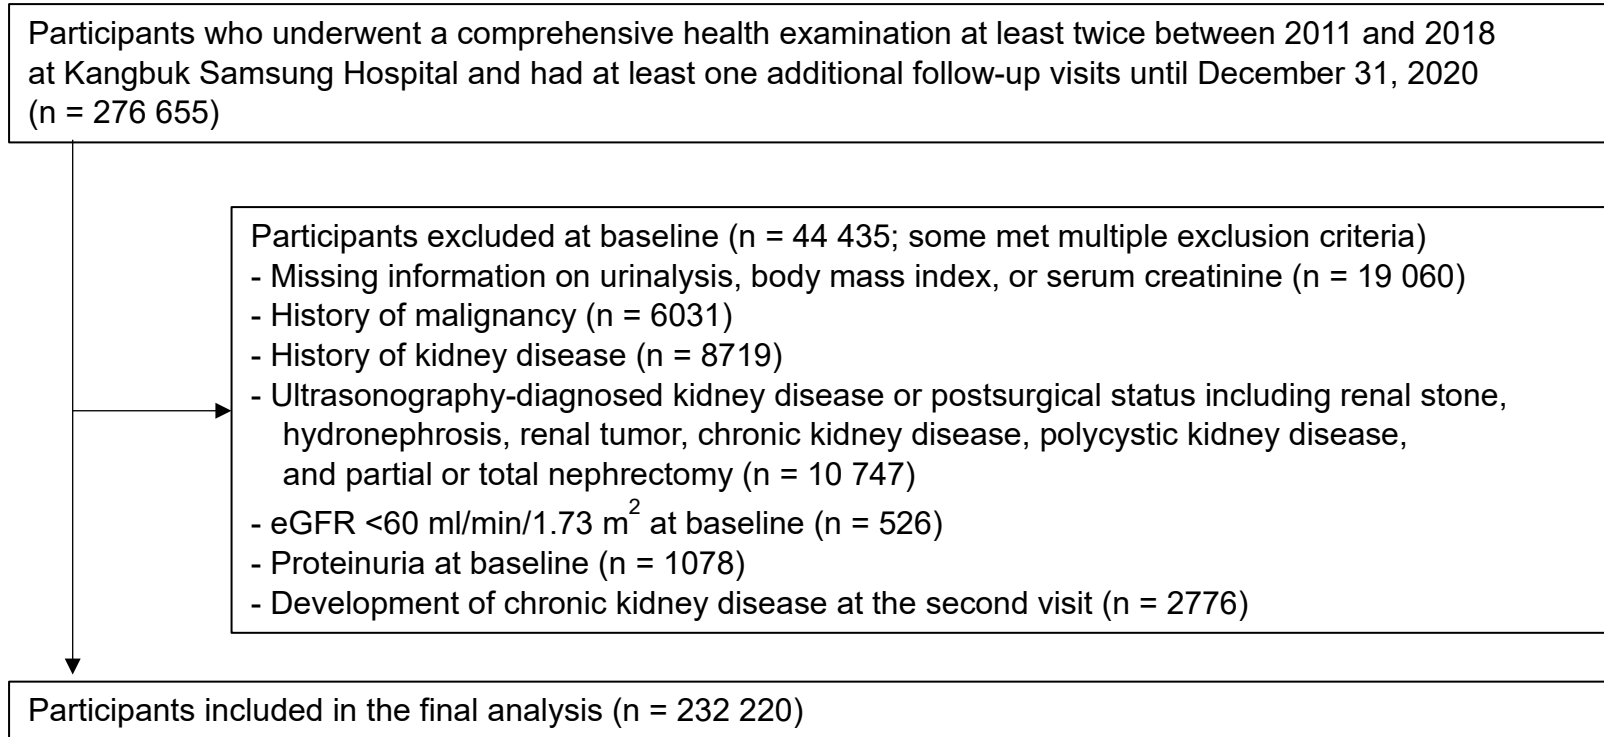 Participants who underwent a comprehensive health examination at least twice between 2011 and 2018
at Kangbuk Samsung Hospital and had at least one additional follow-up visits until December 31, 2020
(n = 276 655)
Participants excluded at baseline (n = 44 435; some met multiple exclusion criteria)
- Missing information on urinalysis, body mass index, or serum creatinine (n = 19 060)
- History of malignancy (n = 6031)
- History of kidney disease (n = 8719)
- Ultrasonography-diagnosed kidney disease or postsurgical status including renal stone,
hydronephrosis, renal tumor, chronic kidney disease, polycystic kidney disease,
and partial or total nephrectomy (n = 10 747)
- eGFR <60 ml/min/1.73 m² at baseline (n = 526)
- Proteinuria at baseline (n = 1078)
- Development of chronic kidney disease at the second visit (n = 2776)
Participants included in the final analysis (n = 232 220)